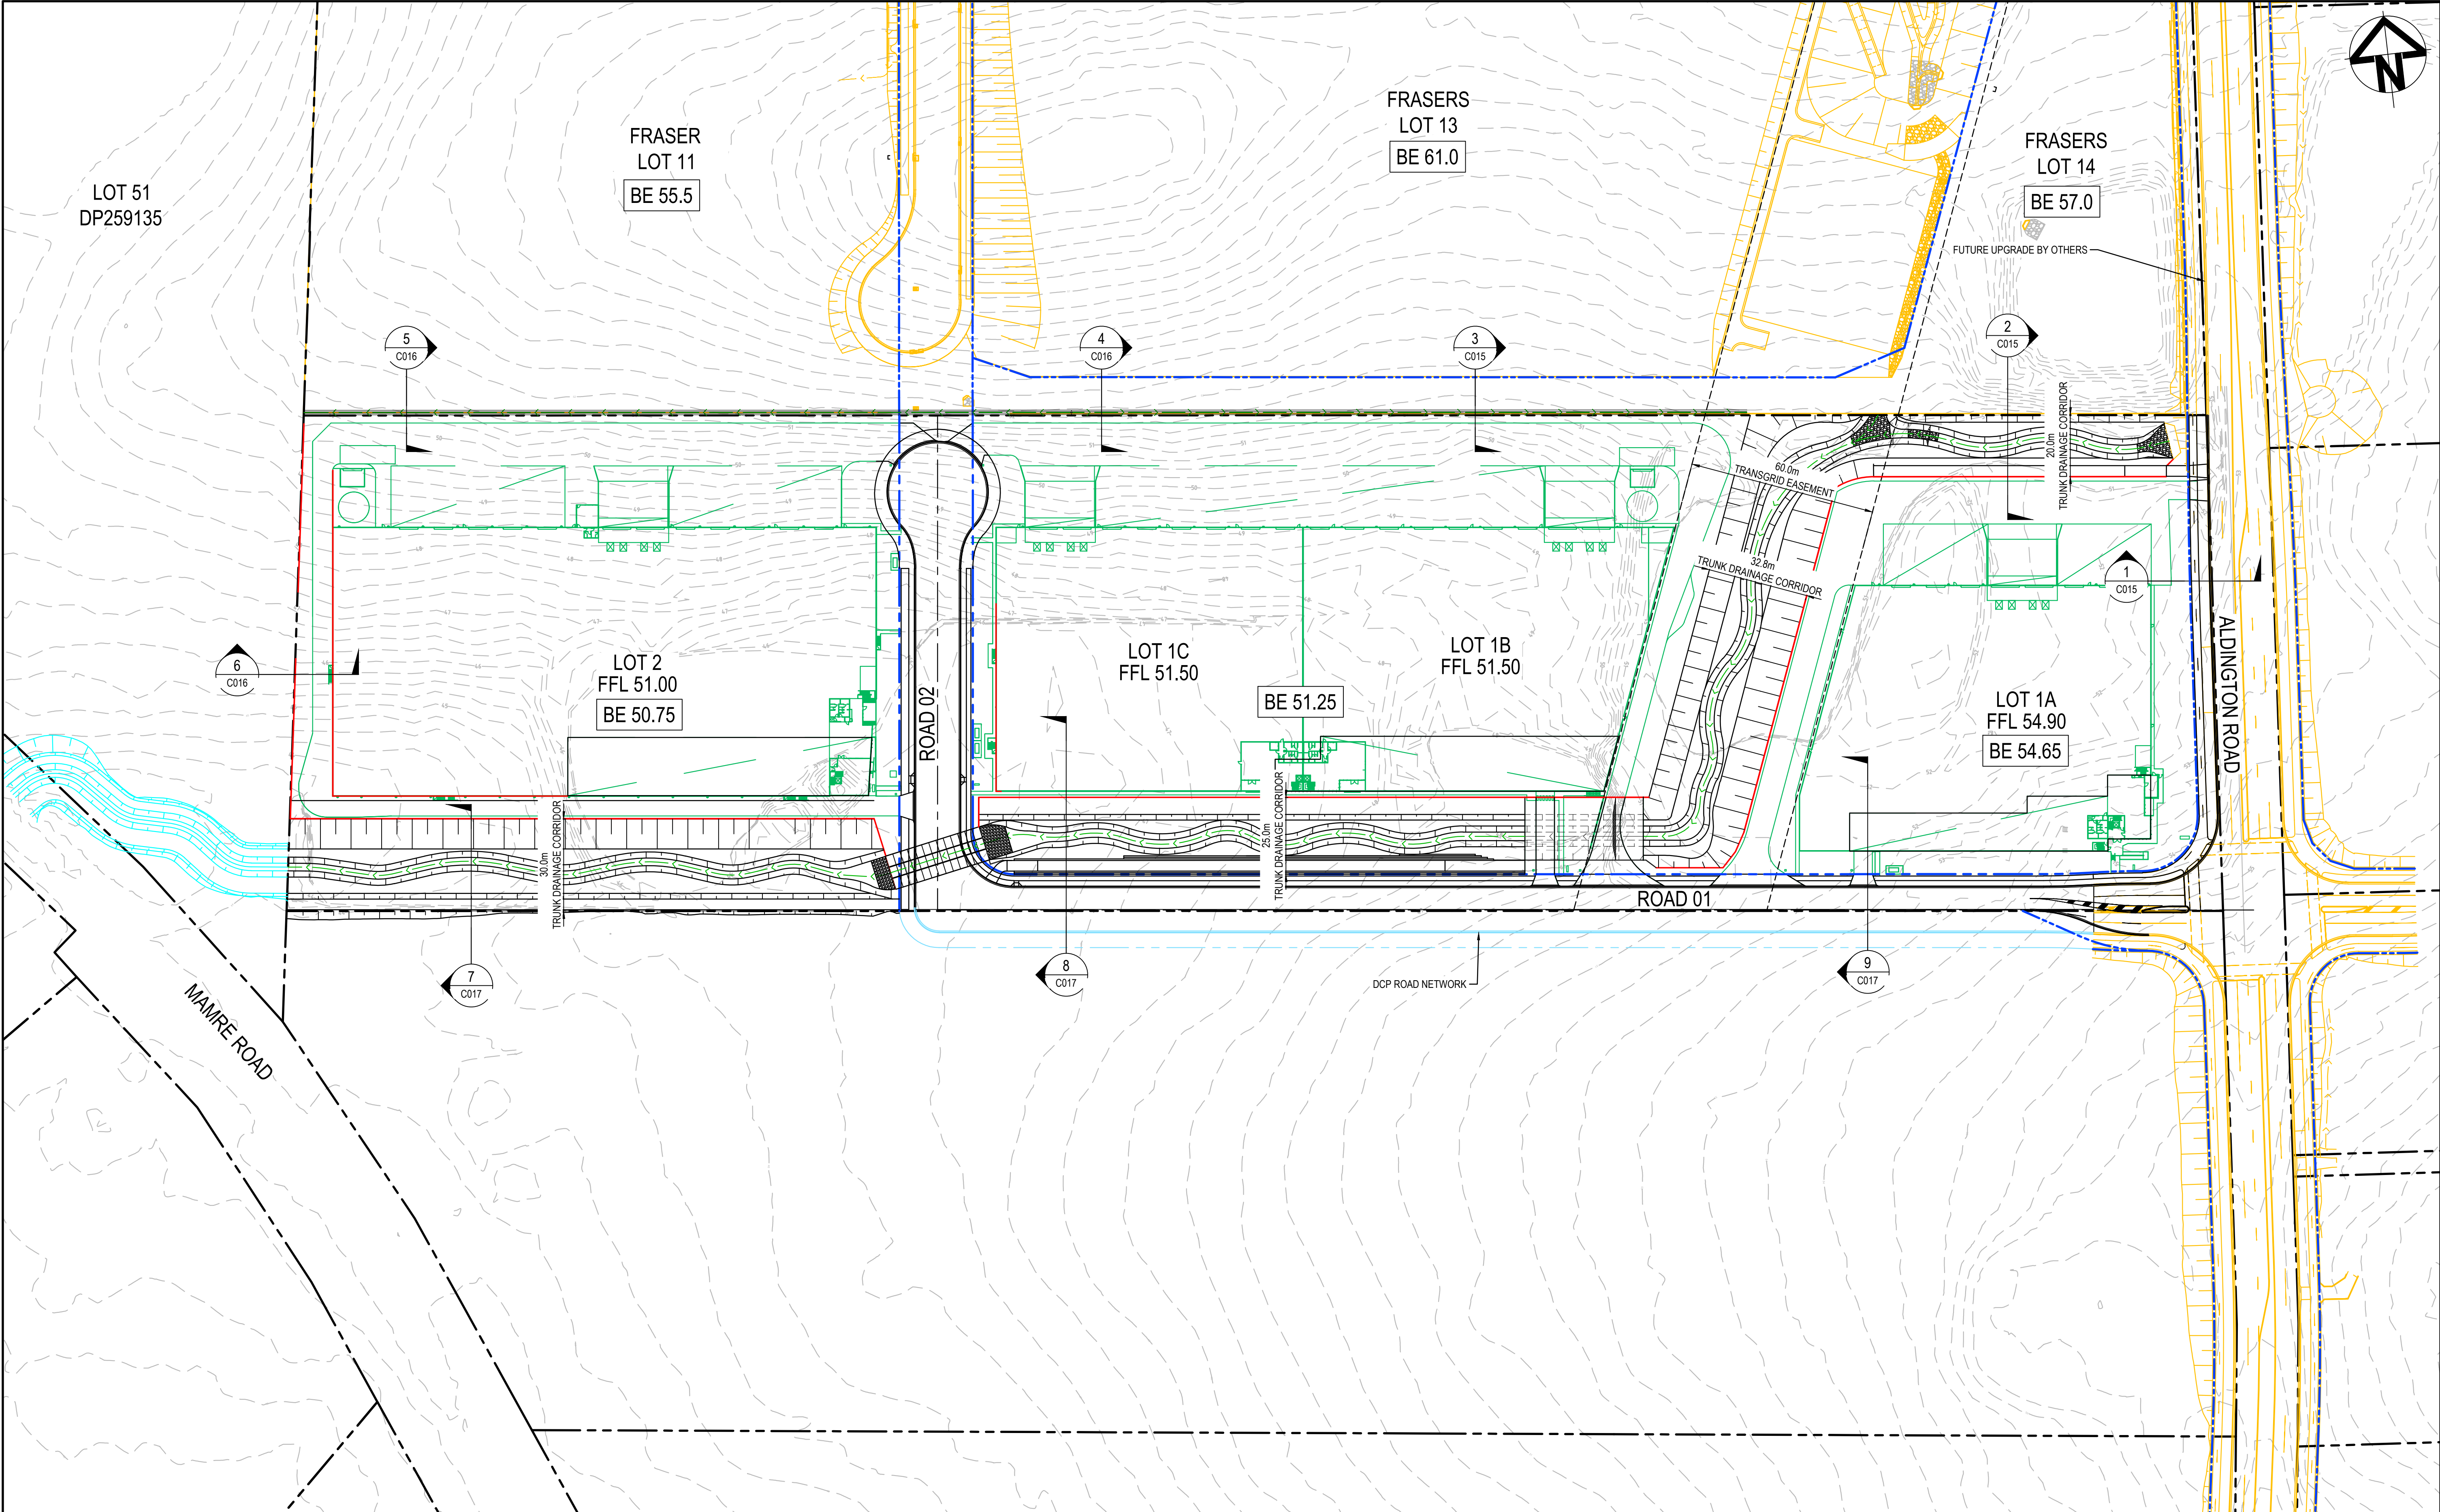 N
FRASER
LOT 11
BE 55.5
FRASERS
LOT 13
BE 61.0
FRASERS
LOT 14
BE 57.0
LOT 51
DP259135
FUTURE UPGRADE BY OTHERS
5
C016
4
C016
3
C015
2
C015
20.0m
TRUNK DRAINAGE CORRIDOR
60.0m
TRANSGRID EASEMENT
32.8m
TRUNK DRAINAGE CORRIDOR
1
C015
6
C016
LOT 2
FFL 51.00
BE 50.75
ROAD 02
LOT 1C
FFL 51.50
LOT 1B
FFL 51.50
BE 51.25
LOT 1A
FFL 54.90
BE 54.65
ALDINGTON ROAD
30.0m
TRUNK DRAINAGE CORRIDOR
25.0m
TRUNK DRAINAGE CORRIDOR
ROAD 01
7
C017
8
C017
9
C017
DCP ROAD NETWORK
MAMRE ROAD